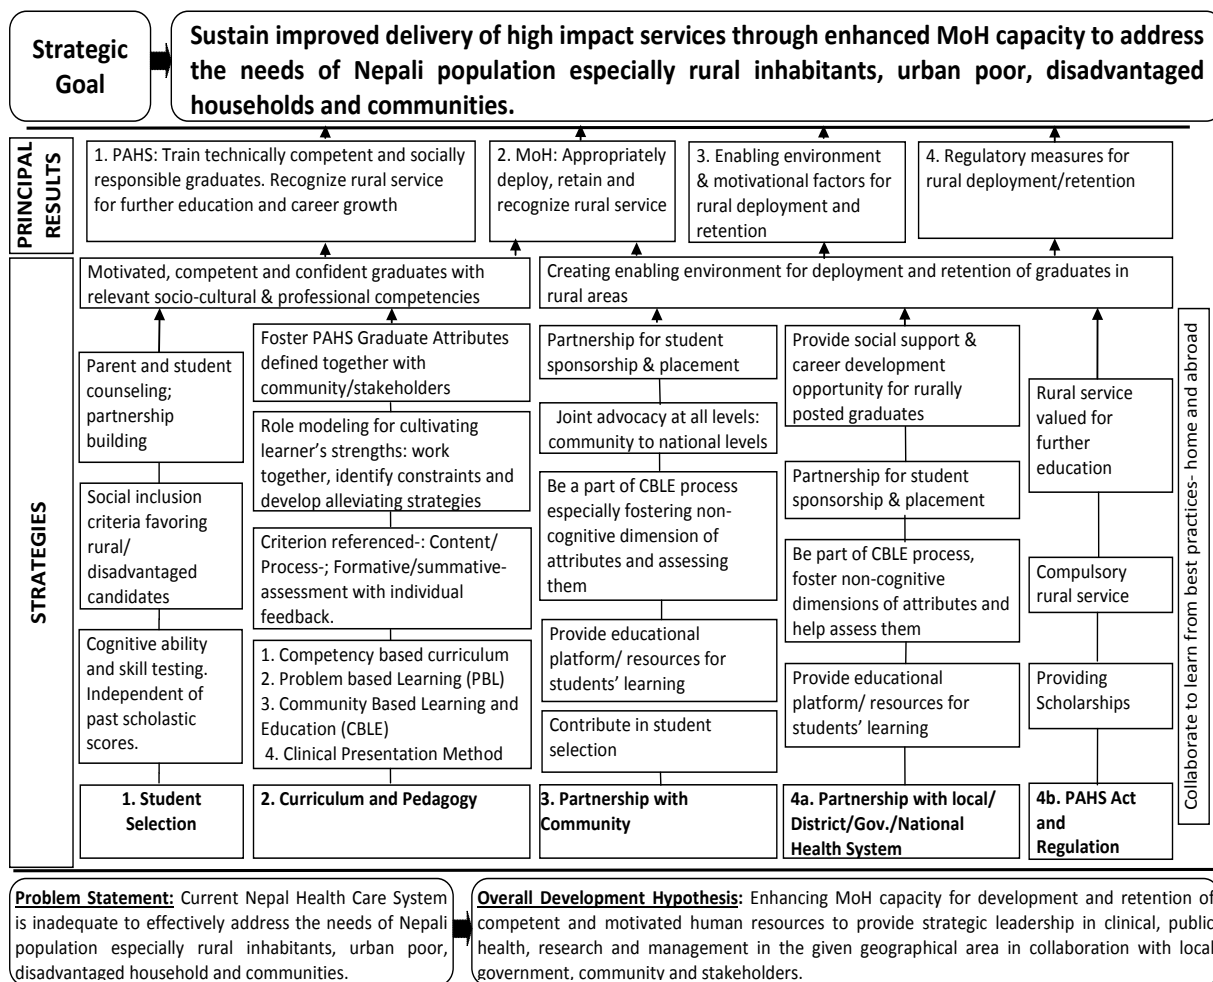 Strategic
Goal
Sustain improved delivery of high impact services through enhanced MoH capacity to address
the needs of Nepali population especially rural inhabitants, urban poor, disadvantaged
households and communities.
PRINCIPAL
RESULTS
1. PAHS: Train technically competent and socially
responsible graduates. Recognize rural service
for further education and career growth
2. MoH: Appropriately
deploy, retain and
recognize rural service
3. Enabling environment
& motivational factors for
rural deployment and
retention
4. Regulatory measures for
rural deployment/retention
STRATEGIES
Motivated, competent and confident graduates with
relevant socio-cultural & professional competencies
Creating enabling environment for deployment and retention of graduates in
rural areas
Parent and student
counseling;
partnership
building
Social inclusion
criteria favoring
rural/
disadvantaged
candidates
Cognitive ability
and skill testing.
Independent of
past scholastic
scores.
1. Student
Selection
Foster PAHS Graduate Attributes
defined together with
community/stakeholders
Role modeling for cultivating
learner's strengths: work
together, identify constraints and
develop alleviating strategies
Criterion referenced-: Content/
Process-; Formative/summative-
assessment with individual
feedback.
1. Competency based curriculum
2. Problem based Learning (PBL)
3. Community Based Learning and
Education (CBLE)
4. Clinical Presentation Method
2. Curriculum and Pedagogy
Partnership for student
sponsorship & placement
Joint advocacy at all levels:
community to national levels
Be a part of CBLE process
especially fostering non-
cognitive dimension of
attributes and assessing
them
Provide educational
platform/ resources for
students' learning
Contribute in student
selection
3. Partnership with
Community
Provide social support &
career development
opportunity for rurally
posted graduates
Partnership for student
sponsorship & placement
Be part of CBLE process,
foster non-cognitive
dimensions of attributes and
help assess them
Provide educational
platform/ resources for
students' learning
4a. Partnership with local/
District/Gov./National
Health System
Rural service
valued for
further
education
Compulsory
rural service
Providing
Scholarships
4b. PAHS Act
and
Regulation
Collaborate to learn from best practices- home and abroad
Problem Statement: Current Nepal Health Care System
is inadequate to effectively address the needs of Nepali
population especially rural inhabitants, urban poor,
disadvantaged household and communities.
Overall Development Hypothesis: Enhancing MoH capacity for development and retention of
competent and motivated human resources to provide strategic leadership in clinical, public
health, research and management in the given geographical area in collaboration with local
government, community and stakeholders.